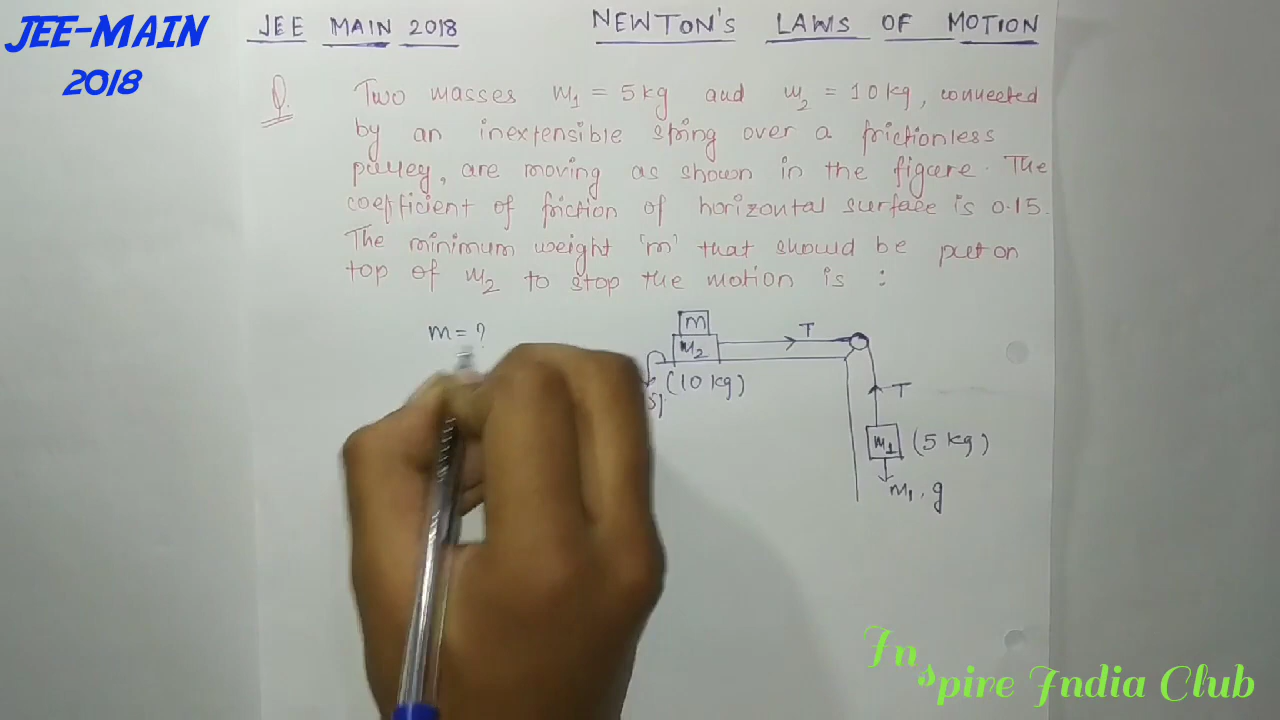 JEE-MAIN
2018
JEE MAIN 2018 NEWTON'S LAWS OF MOTION
Q. Two masses m1 = 5kg and m2 = 10kg, connected
by an inextensible string over a frictionless
pulley, are moving as shown in the figure. The
coefficient of friction of horizontal surface is 0.15.
The minimum weight 'm' that should be put on
top of m2 to stop the motion is :
m = ?
m
m2
T
(10 kg)
T
m1 (5 kg)
m1.g
Inspire India Club